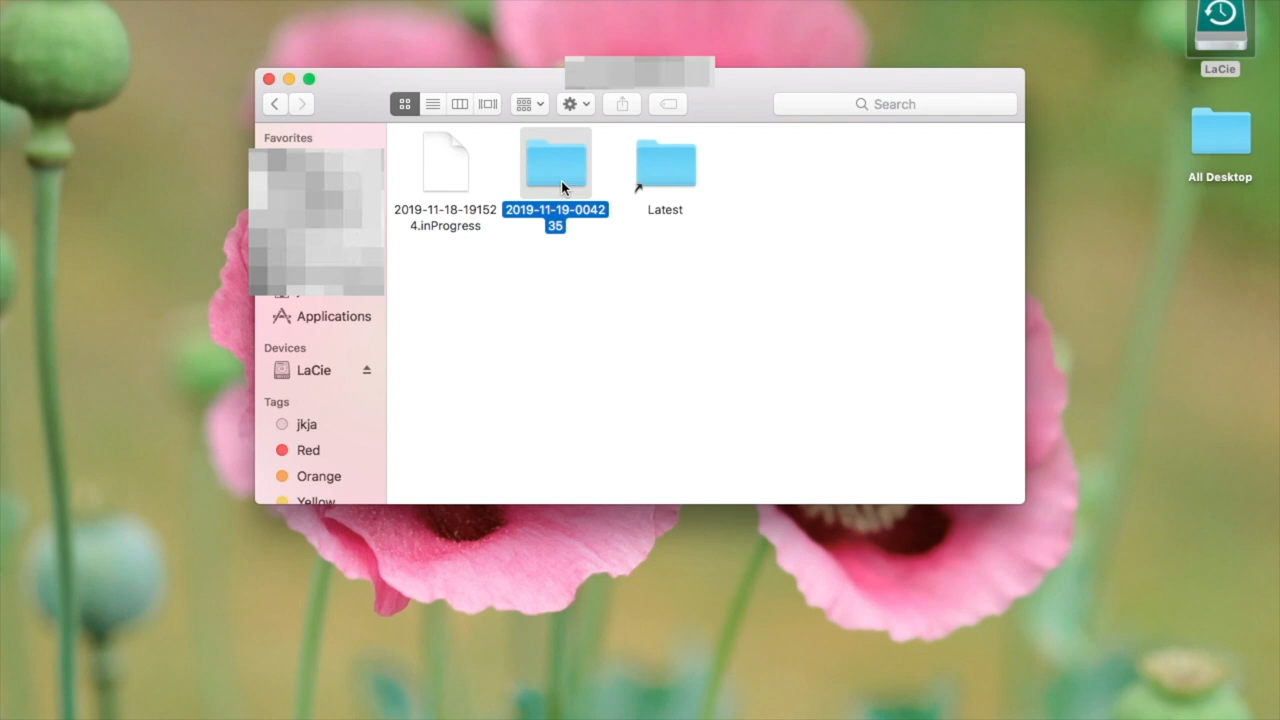 LaCie
Search
Favorites
Applications
Devices
LaCie
Tags
jkja
Red
Orange
Yellow
2019-11-18-19152
4.inProgress
2019-11-19-0042
35
Latest
All Desktop